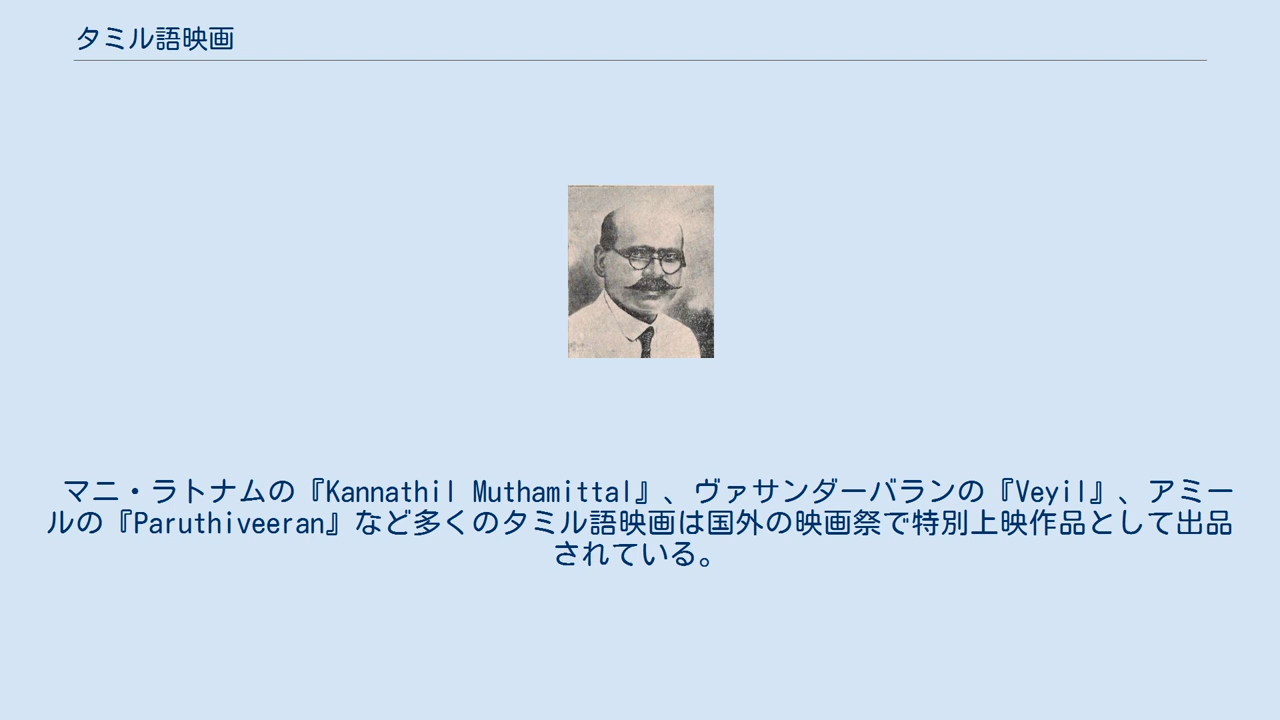 タミル語映画
マニ・ラトナムの『Kannathil Muthamittal』、ヴァサンダーバランの『Veyil』、アミー
ルの『Paruthiveeran』など多くのタミル語映画は国外の映画祭で特別上映作品として出品
されている。